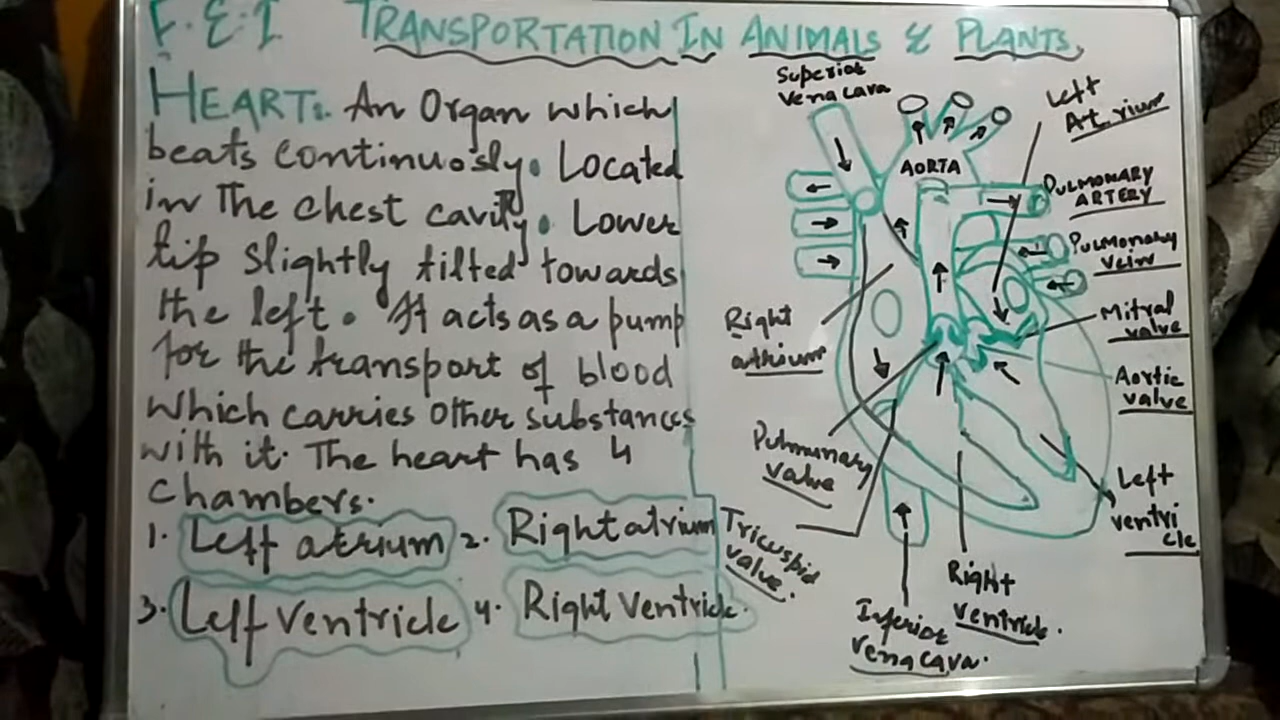 F.E.I TRANSPORTATION IN ANIMALS & PLANTS,
HEART: An Organ which
beats continuosly. Located
in The chest cavity. Lower
tip slightly tilted towards
the left. It acts as a pump
for the transport of blood
which carries other substances
with it. The heart has 4
chambers.
1. Left atrium 2. Right atrium
3. Left Ventricle 4. Right Ventricle.
Superior
vena cava
Left
Atrium
AORTA
PULMONARY
ARTERY
Pulmonary
vein
Mitral
valve
Aortic
valve
Left
ventri
cle
Right
atrium
Pulmunary
valve
Tricuspid
valve.
Inferior
vena cava.
Right
ventricle.